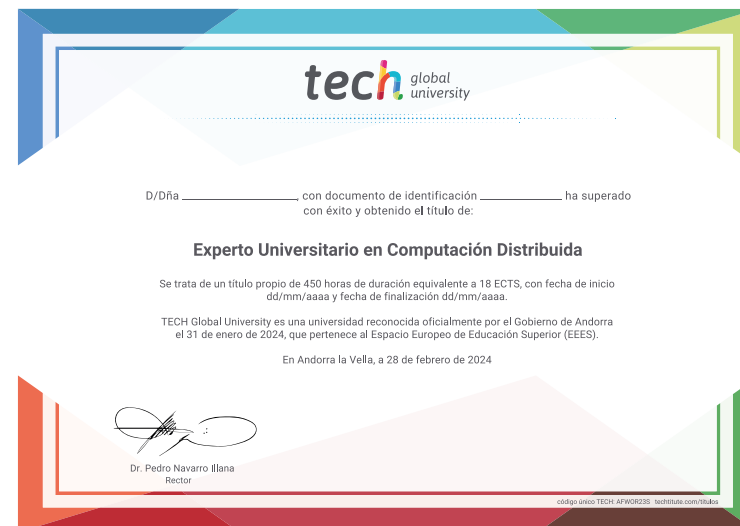 tech global
university
D/Dña ______________, con documento de identificación ______________ ha superado
con éxito y obtenido el título de:
Experto Universitario en Computación Distribuida
Se trata de un título propio de 450 horas de duración equivalente a 18 ECTS, con fecha de inicio
dd/mm/aaaa y fecha de finalización dd/mm/aaaa.
TECH Global University es una universidad reconocida oficialmente por el Gobierno de Andorra
el 31 de enero de 2024, que pertenece al Espacio Europeo de Educación Superior (EEES).
En Andorra la Vella, a 28 de febrero de 2024
Dr. Pedro Navarro Illana
Rector
código único TECH: AFWOR23S techtitute.com/titulos